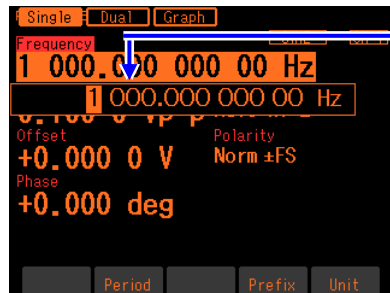 Single Dual Graph
Frequency
1 000.000 000 00 Hz
1 000.000 000 00 Hz
Offset Polarity
+0.000 0 V Norm ±FS
Phase
+0.000 deg
Period Prefix Unit